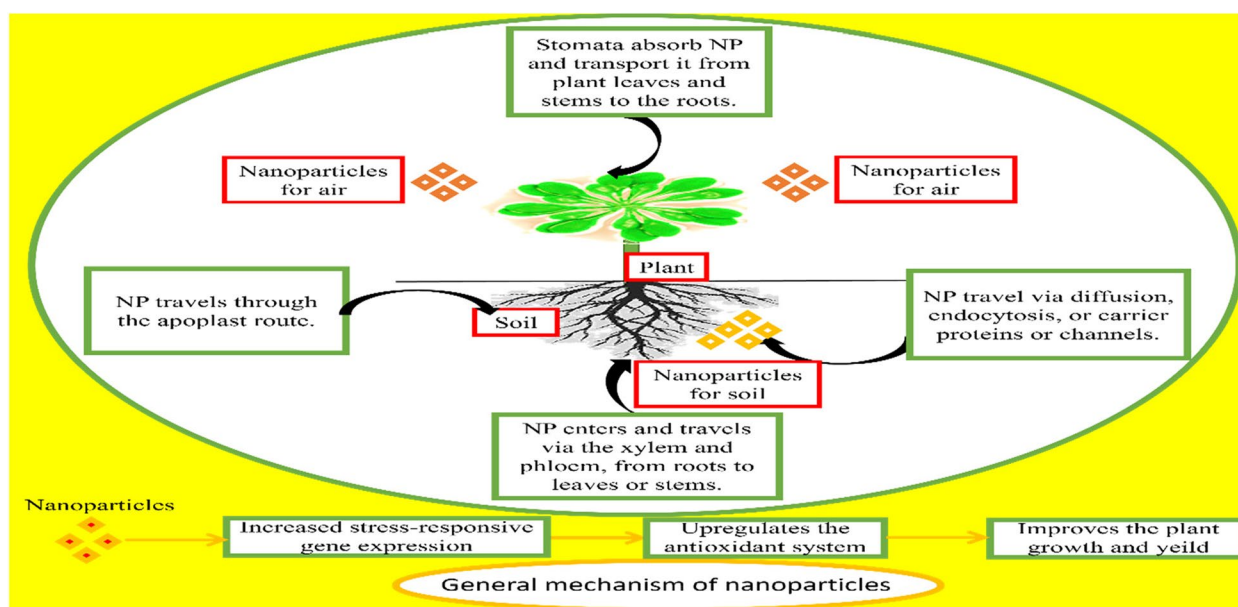 Stomata absorb NP
and transport it from
plant leaves and
stems to the roots.
Nanoparticles
for air
Nanoparticles
for air
Plant
NP travels through
the apoplast route.
Soil
NP travel via diffusion,
endocytosis, or carrier
proteins or channels.
Nanoparticles
for soil
NP enters and travels
via the xylem and
phloem, from roots to
leaves or stems.
Nanoparticles
Increased stress-responsive
gene expression
Upregulates the
antioxidant system
Improves the plant
growth and yeild
General mechanism of nanoparticles